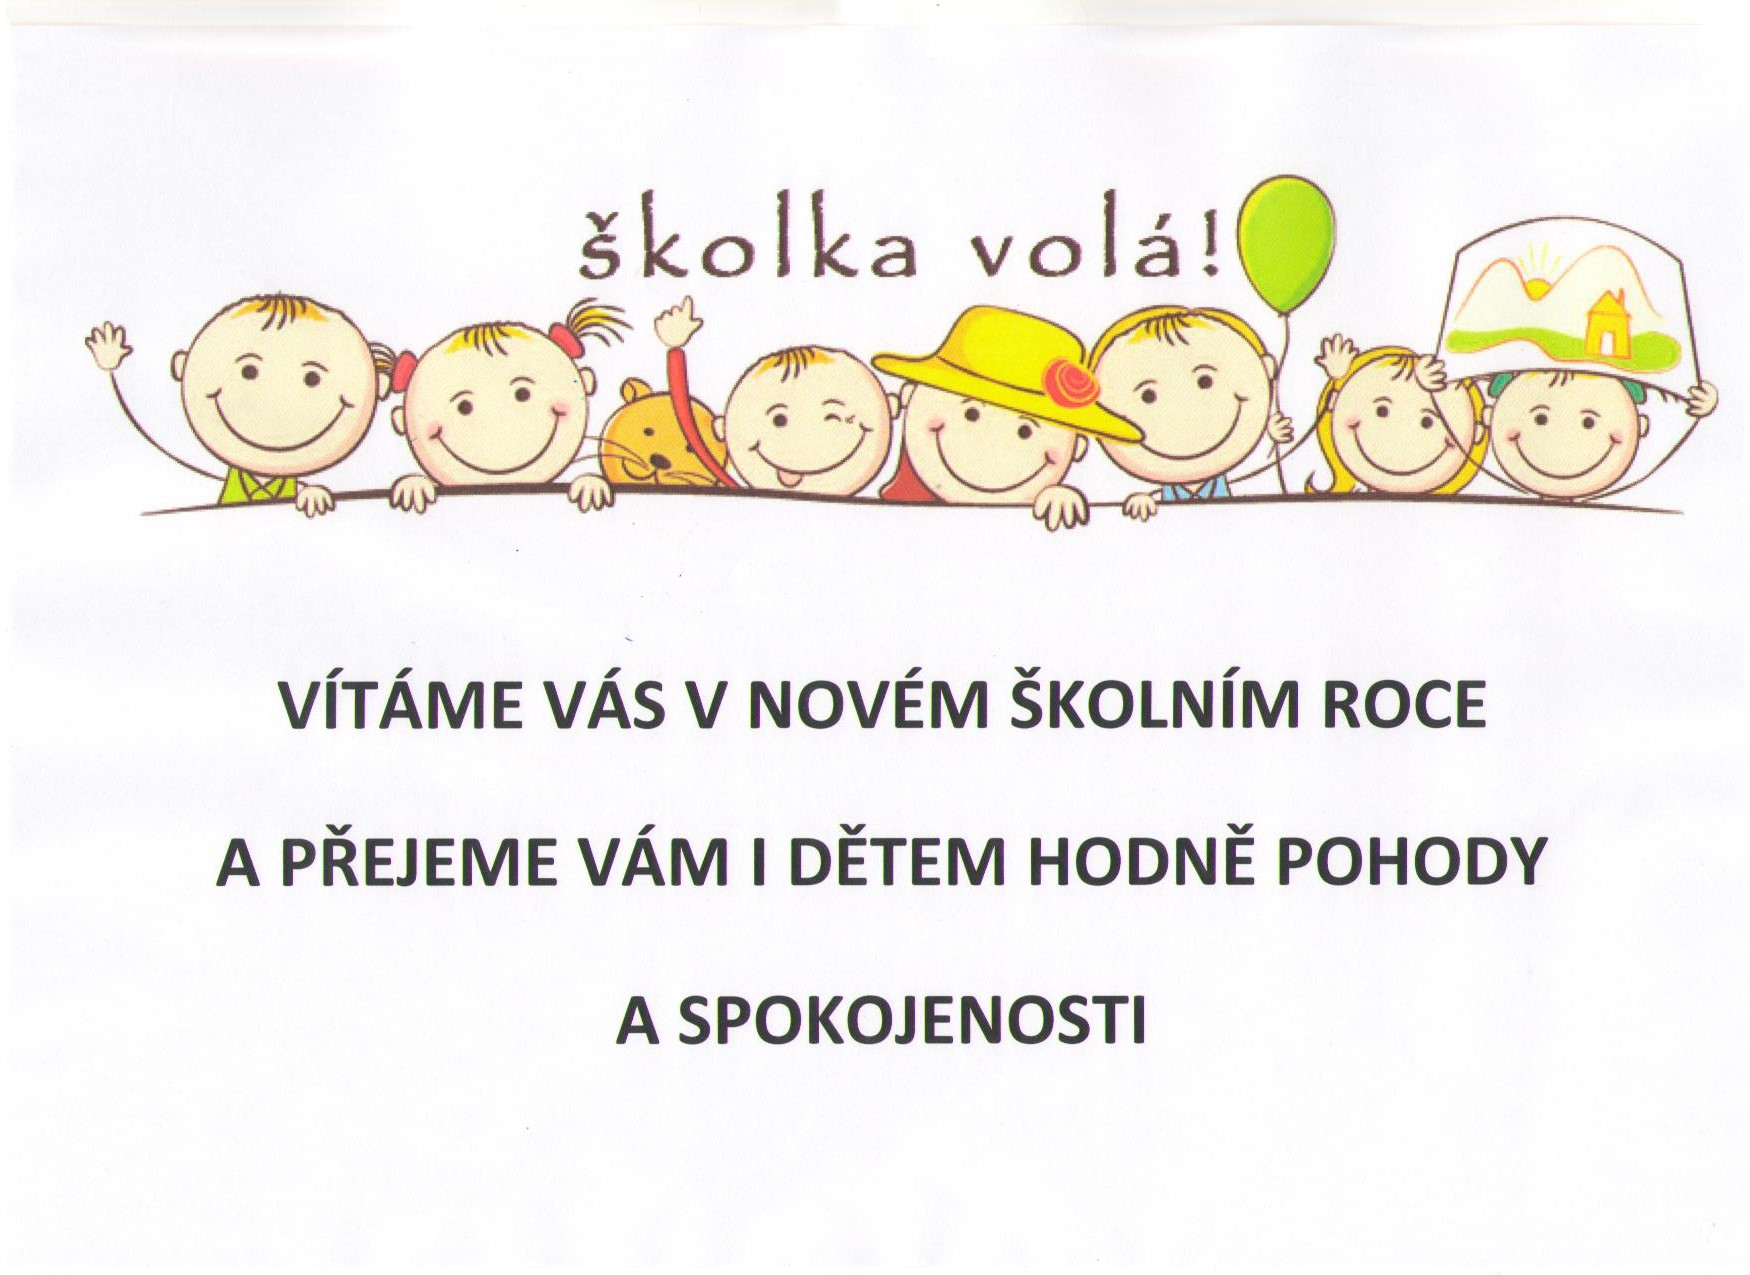 školka volá!
VÍTÁME VÁS V NOVÉM ŠKOLNÍM ROCE
A PŘEJEME VÁM I DĚTEM HODNĚ POHODY
A SPOKOJENOSTI